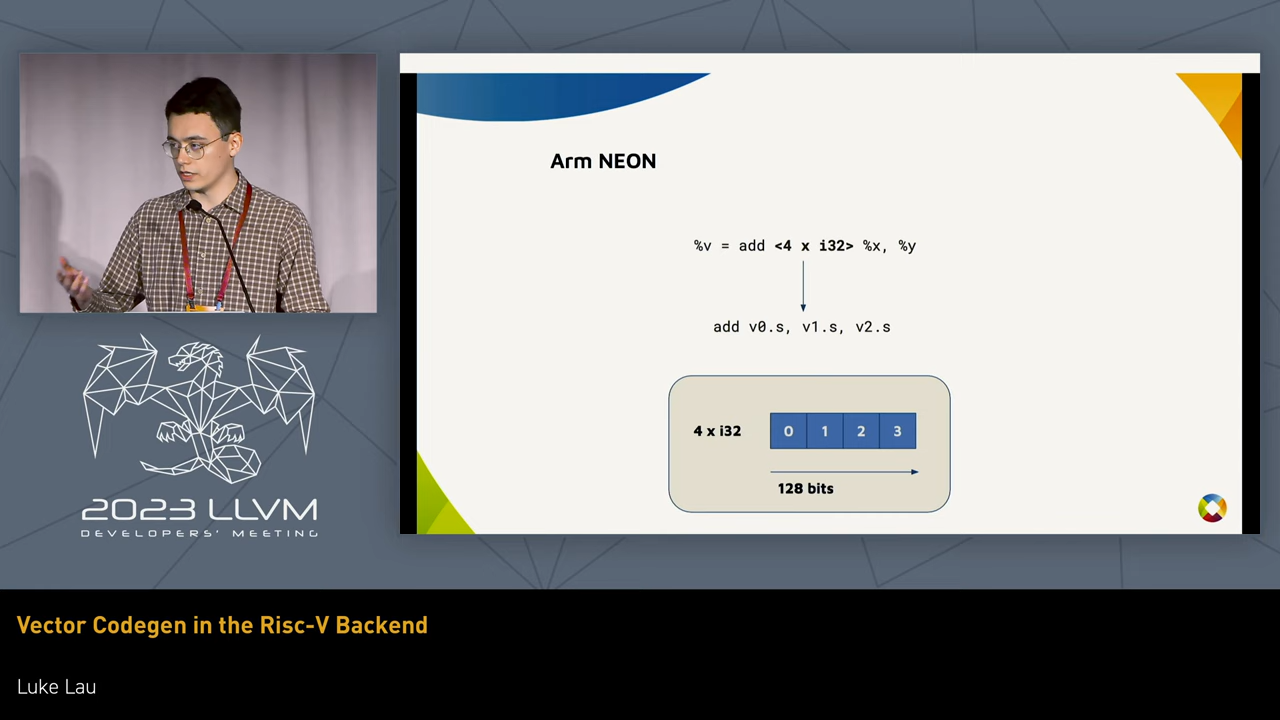 Arm NEON
%v = add <4 x i32> %x, %y
add v0.s, v1.s, v2.s
4 x i32
0 1 2 3
128 bits
2023 LLVM
DEVELOPERS' MEETING
Vector Codegen in the Risc-V Backend
Luke Lau